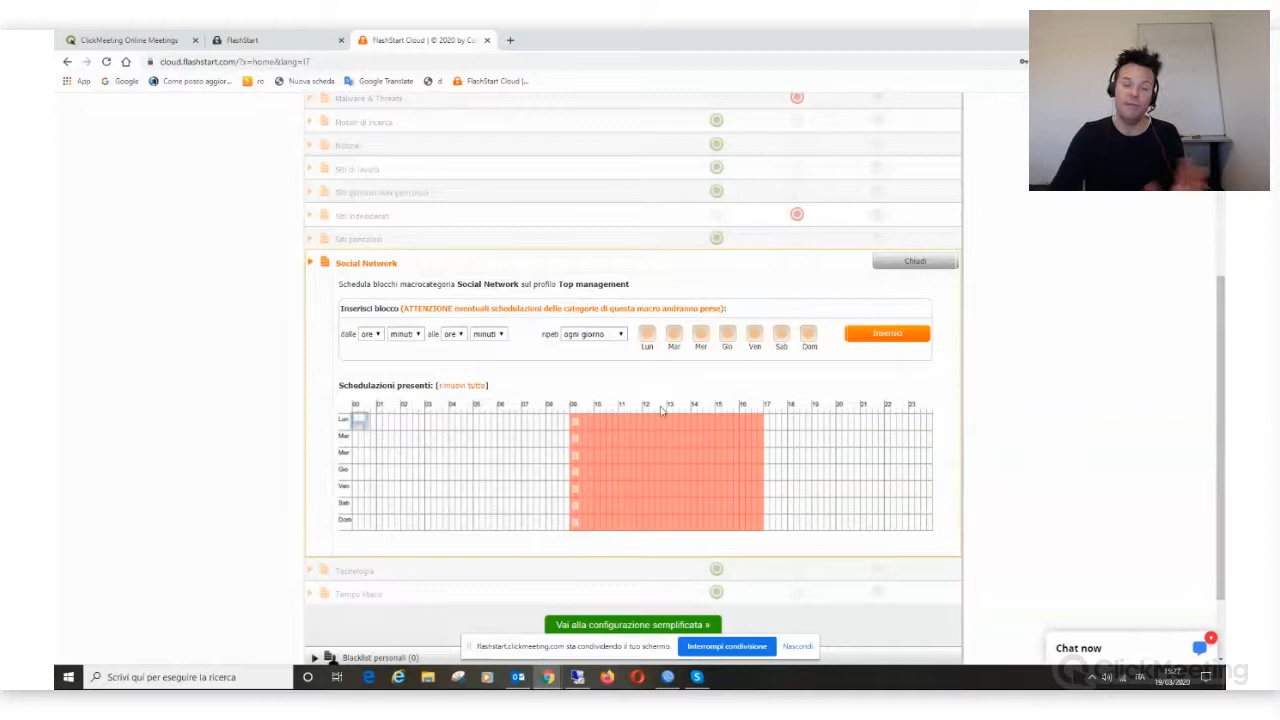 ClickMeeting Online Meetings
FlashStart
FlashStart Cloud | © 2020 by Co
cloud.flashstart.com/?x=home&lang=IT
App
Google
Come posso aggior...
Nuova scheda
Google Translate
d
FlashStart Cloud |...
Malware & Threats
Motori di ricerca
Notizie
Siti di lavoro
Siti indesiderati
Siti pericolosi
Social Network
Chiudi
Schedula blocchi macrocategoria Social Network sul profilo Top management
Inserisci blocco (ATTENZIONE eventuali schedulazioni delle categorie di questa macro andranno perse):
dalle ore minuti alle ore minuti ripeti ogni giorno
Inserisci
Lun Mar Mer Gio Ven Sab Dom
Schedulazioni presenti: [rimuovi tutto]
00 01 02 03 04 05 06 07 08 09 10 11 12 13 14 15 16 17 18 19 20 21 22 23
Lun
Mar
Mer
Gio
Ven
Sab
Dom
Tecnologia
Tempo libero
Vai alla configurazione semplificata »
flashstart.clickmeeting.com sta condividendo il tuo schermo.
Interrompi condivisione
Nascondi
Blacklist personali (0)
Chat now
Scrivi qui per eseguire la ricerca
ITA
15:27
19/03/2020
ClickMeeting